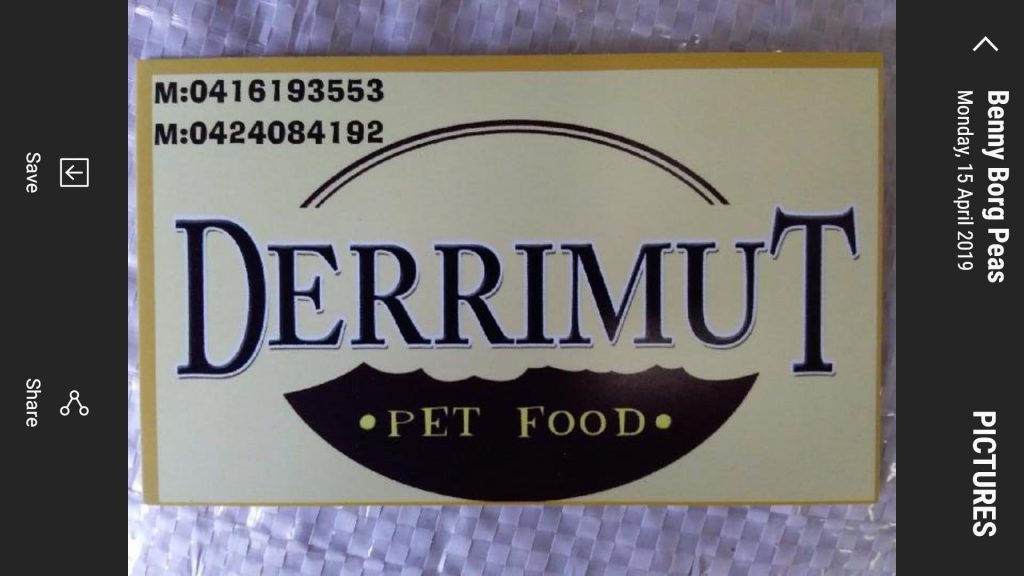 M:0416193553
M:0424084192
DERRIMUT
•PET FOOD•
Benny Borg Peas
Monday, 15 April 2019
PICTURES
Save
Share